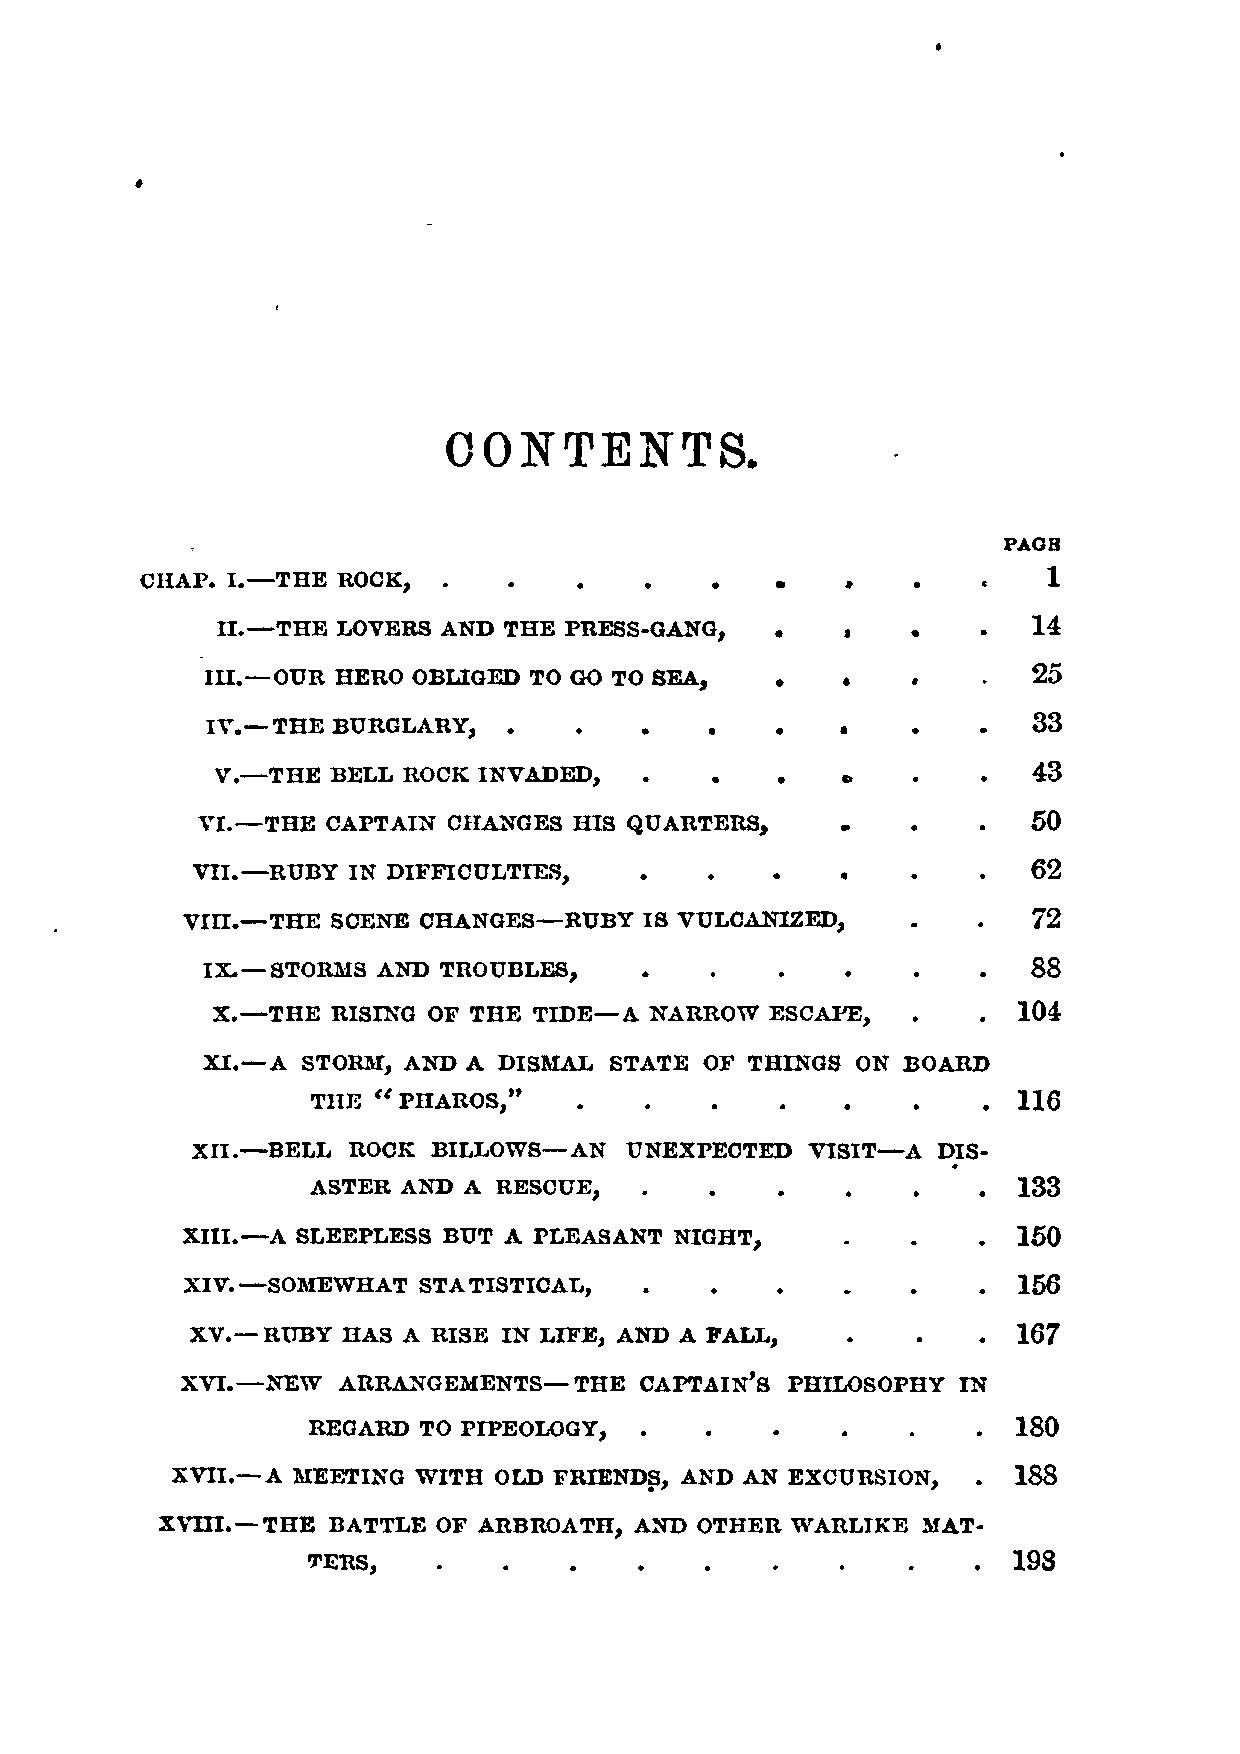 CONTENTS.
PAGE
CHAP. I.—THE ROCK, . . . . . . . . . 1
II.—THE LOVERS AND THE PRESS-GANG, . . . . 14
III.—OUR HERO OBLIGED TO GO TO SEA, . . . . 25
IV.—THE BURGLARY, . . . . . . . . 33
V.—THE BELL ROCK INVADED, . . . . . . 43
VI.—THE CAPTAIN CHANGES HIS QUARTERS, . . . 50
VII.—RUBY IN DIFFICULTIES, . . . . . . 62
VIII.—THE SCENE CHANGES—RUBY IS VULCANIZED, . . 72
IX.—STORMS AND TROUBLES, . . . . . . 88
X.—THE RISING OF THE TIDE—A NARROW ESCAPE, . . 104
XI.—A STORM, AND A DISMAL STATE OF THINGS ON BOARD
THE "PHAROS," . . . . . . . 116
XII.—BELL ROCK BILLOWS—AN UNEXPECTED VISIT—A DIS-
ASTER AND A RESCUE, . . . . . . 133
XIII.—A SLEEPLESS BUT A PLEASANT NIGHT, . . . 150
XIV.—SOMEWHAT STATISTICAL, . . . . . . 156
XV.—RUBY HAS A RISE IN LIFE, AND A FALL, . . . 167
XVI.—NEW ARRANGEMENTS—THE CAPTAIN'S PHILOSOPHY IN
REGARD TO PIPEOLOGY, . . . . . . 180
XVII.—A MEETING WITH OLD FRIENDS, AND AN EXCURSION, . 188
XVIII.—THE BATTLE OF ARBROATH, AND OTHER WARLIKE MAT-
TERS, . . . . . . . . . 198